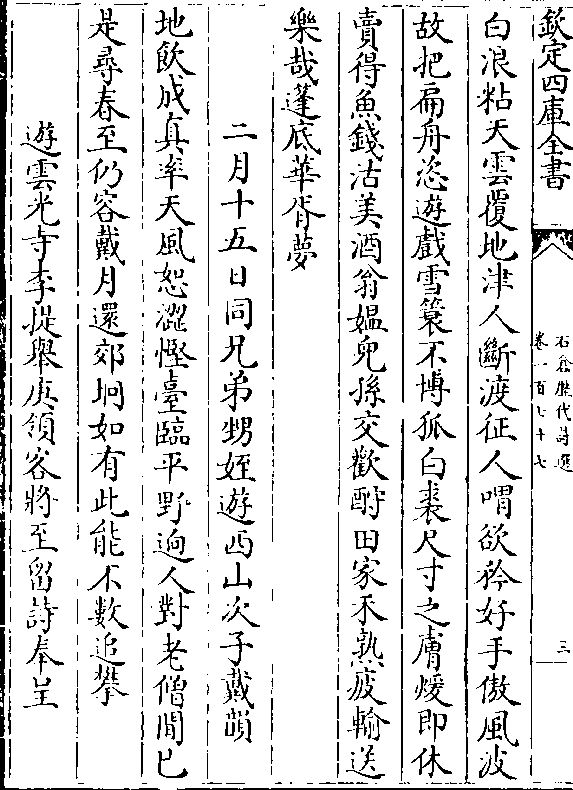 欽定四庫全書
石倉歷代詩選
卷一百七十七
三
白浪粘天雲覆地津人斷渡征人喟欲矜好手傲風波
故把扁舟恣遊戲雪簑不博狐白裘尺寸之膚煖即休
賣得魚錢沽美酒翁媼兒孫交歡酧田家禾熟疲輸送
樂哉蓬底華胥夢
二月十五日同兄弟甥姪遊西山次子戴韻
地飲成真率天風恕澀慳臺臨平野逈人對老僧閒已
是尋春至仍容戴月還郊坰如有此能不數追攀
遊雲光寺李提舉庚領客將至留詩奉呈